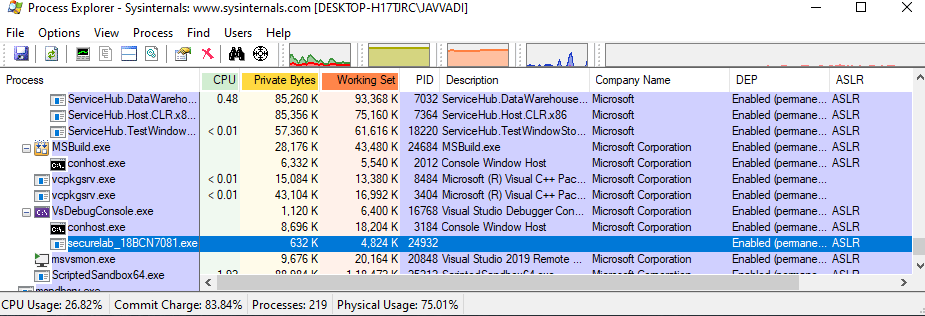 Process Explorer - Sysinternals: www.sysinternals.com [DESKTOP-H17TJRC\JAVVADI]
File Options View Process Find Users Help
Process CPU Private Bytes Working Set PID Description Company Name DEP ASLR
ServiceHub.DataWareho... 0.48 85,260 K 93,368 K 7032 ServiceHub.DataWarehouse... Microsoft Enabled (permane... ASLR
ServiceHub.Host.CLR.x8... 85,356 K 75,160 K 7364 ServiceHub.Host.CLR.x86 Microsoft Enabled (permane... ASLR
ServiceHub.TestWindow... < 0.01 57,360 K 61,616 K 18220 ServiceHub.TestWindowSto... Microsoft Enabled (permane... ASLR
MSBuild.exe 28,176 K 43,480 K 24684 MSBuild.exe Microsoft Corporation Enabled (permane... ASLR
conhost.exe 6,332 K 5,540 K 2012 Console Window Host Microsoft Corporation Enabled (permane... ASLR
vcpkgsrv.exe < 0.01 15,084 K 13,380 K 8484 Microsoft (R) Visual C++ Pac... Microsoft Corporation Enabled (permane...
vcpkgsrv.exe < 0.01 43,104 K 16,992 K 3404 Microsoft (R) Visual C++ Pac... Microsoft Corporation Enabled (permane...
VsDebugConsole.exe 1,120 K 6,400 K 16768 Visual Studio Debugger Con... Microsoft Corporation Enabled (permane... ASLR
conhost.exe 8,696 K 18,204 K 3184 Console Window Host Microsoft Corporation Enabled (permane... ASLR
securelab_18BCN7081.exe 632 K 4,824 K 24932 Enabled (permane... ASLR
msvsmon.exe 9,676 K 20,164 K 20848 Visual Studio 2019 Remote ... Microsoft Corporation Enabled (permane... ASLR
ScriptedSandbox64.exe ScriptedSandbox64.exe Microsoft Corporation Enabled (permane... ASLR
CPU Usage: 26.82% Commit Charge: 83.84% Processes: 219 Physical Usage: 75.01%